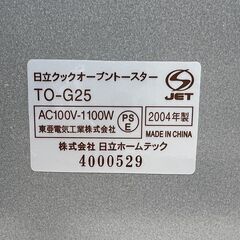 日立クックオーブントースター
TO-G25
JET
AC100V-1100W
PS
E
2004年製
東亜電気工業株式会社
MADE IN CHINA
株式会社 日立ホームテック
4000529